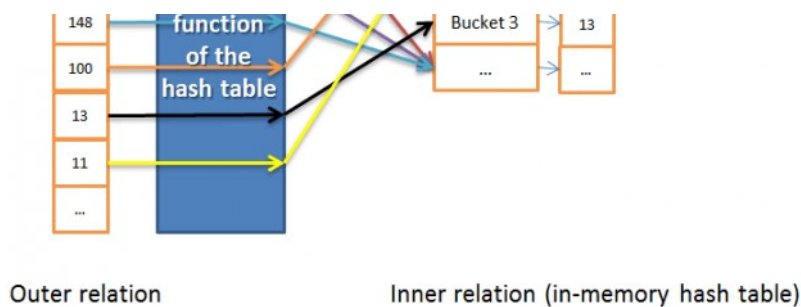 148
function
of the
hash table
Bucket 3
13
100
...
...
13
11
...
Outer relation
Inner relation (in-memory hash table)